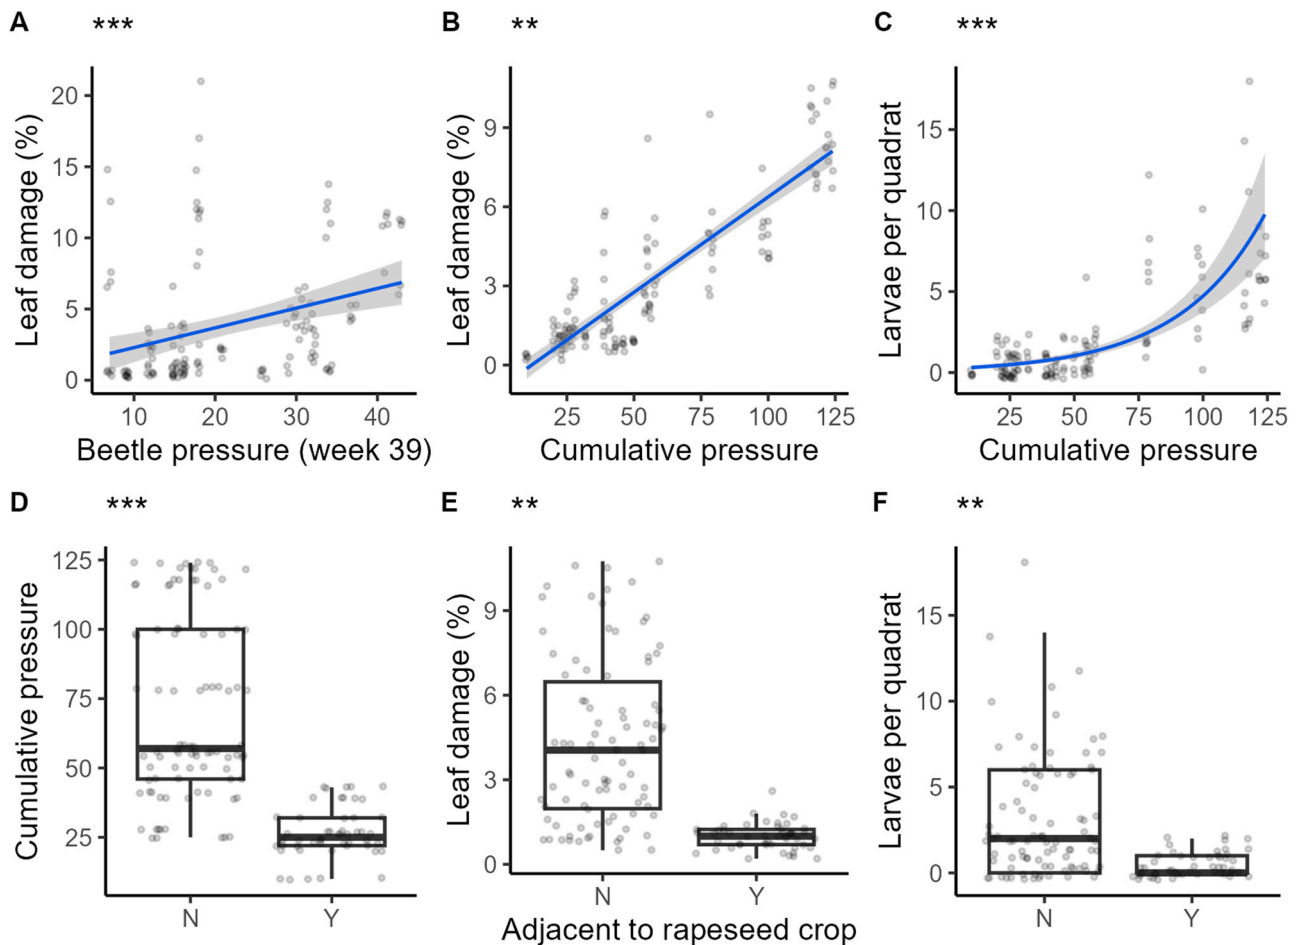 A ***
B **
C ***
Leaf damage (%)
20
15
10
5
0
10 20 30 40
Beetle pressure (week 39)
Leaf damage (%)
9
6
3
0
25 50 75 100 125
Cumulative pressure
Larvae per quadrat
15
10
5
0
25 50 75 100 125
Cumulative pressure
D ***
E **
F **
Cumulative pressure
125
100
75
50
25
N Y
Leaf damage (%)
9
6
3
0
N Y
Adjacent to rapeseed crop
Larvae per quadrat
15
10
5
0
N Y